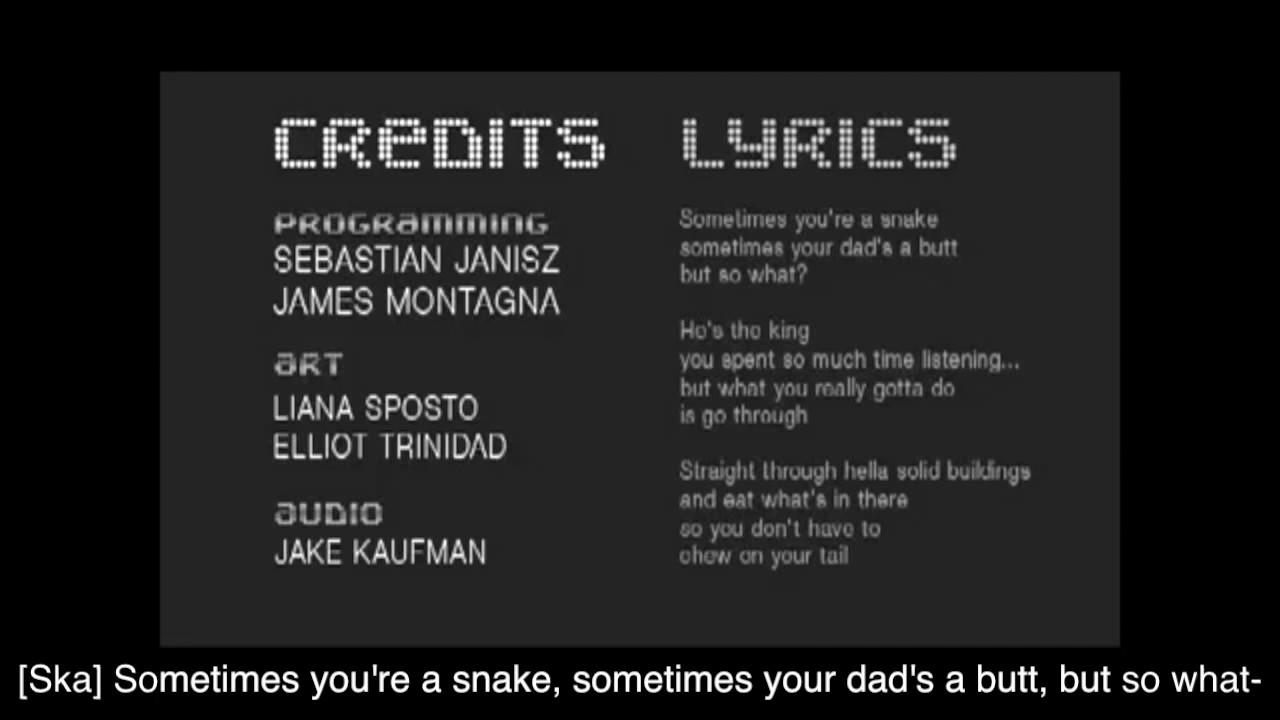 CREDITS
PROGRAMMING
SEBASTIAN JANISZ
JAMES MONTAGNA
ART
LIANA SPOSTO
ELLIOT TRINIDAD
AUDIO
JAKE KAUFMAN
LYRICS
Sometimes you're a snake
sometimes your dad's a butt
but so what?
He's the king
you spent so much time listening...
but what you really gotta do
is go through
Straight through hella solid buildings
and eat what's in there
so you don't have to
chew on your tail
[Ska] Sometimes you're a snake, sometimes your dad's a butt, but so what-